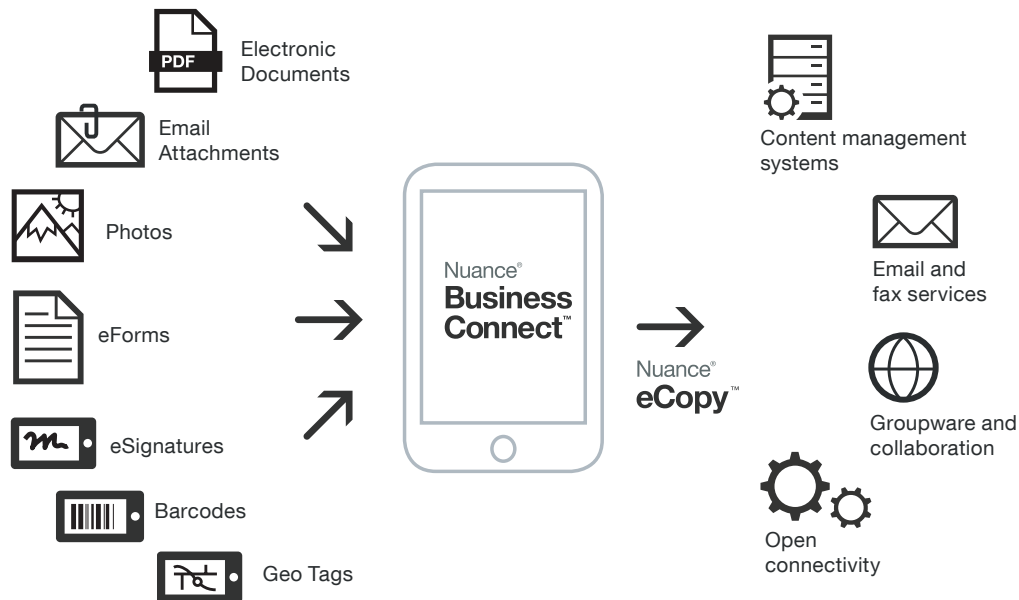 PDF
Electronic
Documents
Email
Attachments
Photos
eForms
eSignatures
Barcodes
Geo Tags
Nuance®
Business
Connect™
Nuance®
eCopy™
Content management
systems
Email and
fax services
Groupware and
collaboration
Open
connectivity